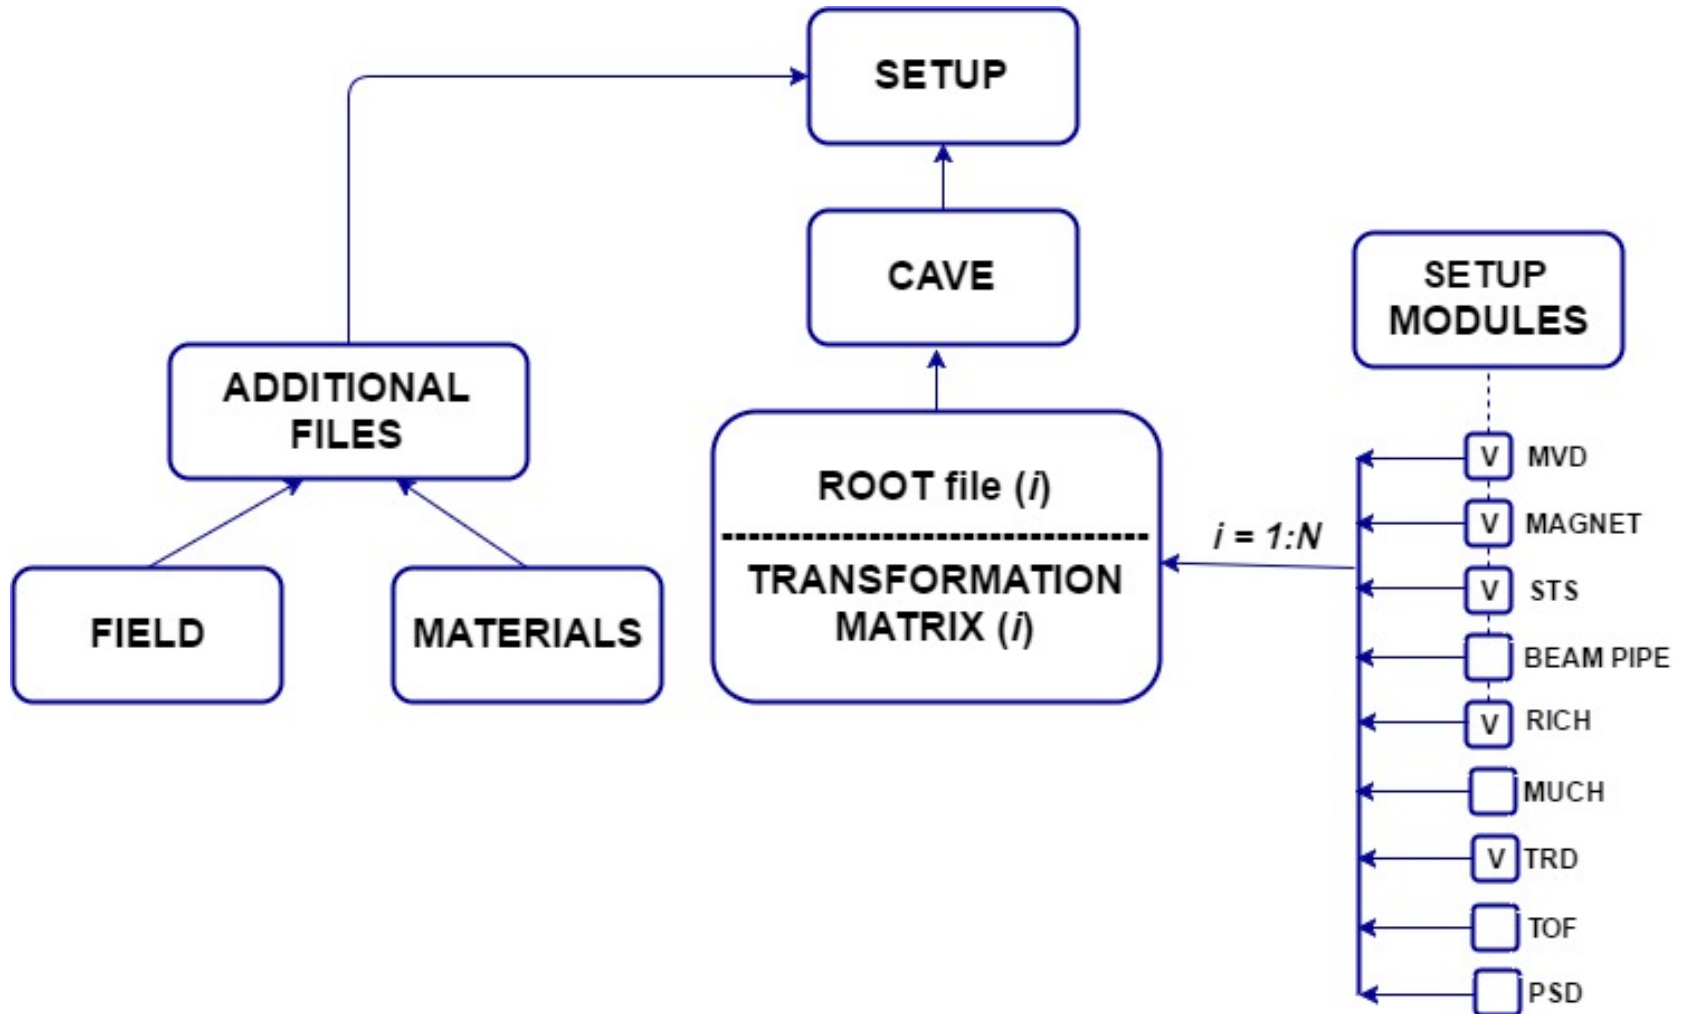 SETUP
CAVE
SETUP
MODULES
ADDITIONAL
FILES
ROOT file (i)
TRANSFORMATION
MATRIX (i)
i = 1:N
FIELD
MATERIALS
V MVD
V MAGNET
V STS
BEAM PIPE
V RICH
MUCH
V TRD
TOF
PSD